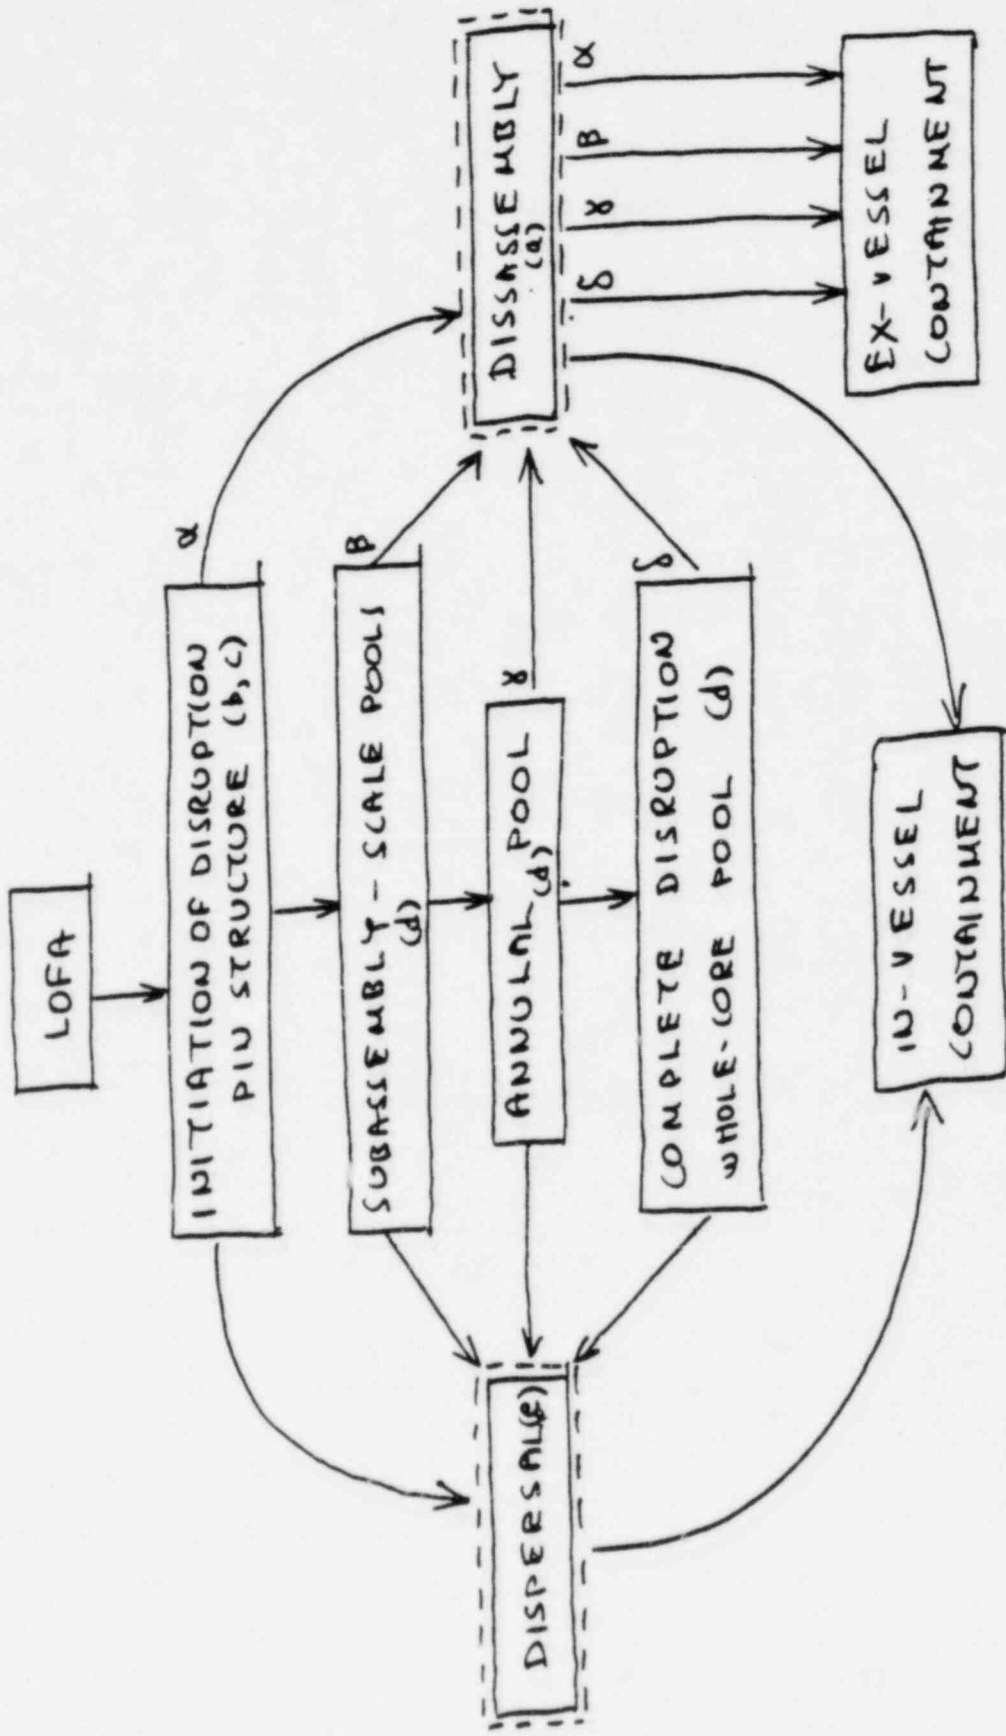 LOFA
INITIATION OF DISRUPTION
PIN STRUCTURE (b,c)
α
SUBASSEMBLY-SCALE POOLS
(d)
β
ANNULAR POOL
(d)
γ
COMPLETE DISRUPTION
WHOLE-CORE POOL (d)
δ
DISPERSAL(e)
DISSASSEMBLY
(a)
δ
γ
β
α
IN-VESSEL
CONTAINMENT
EX-VESSEL
CONTAINMENT